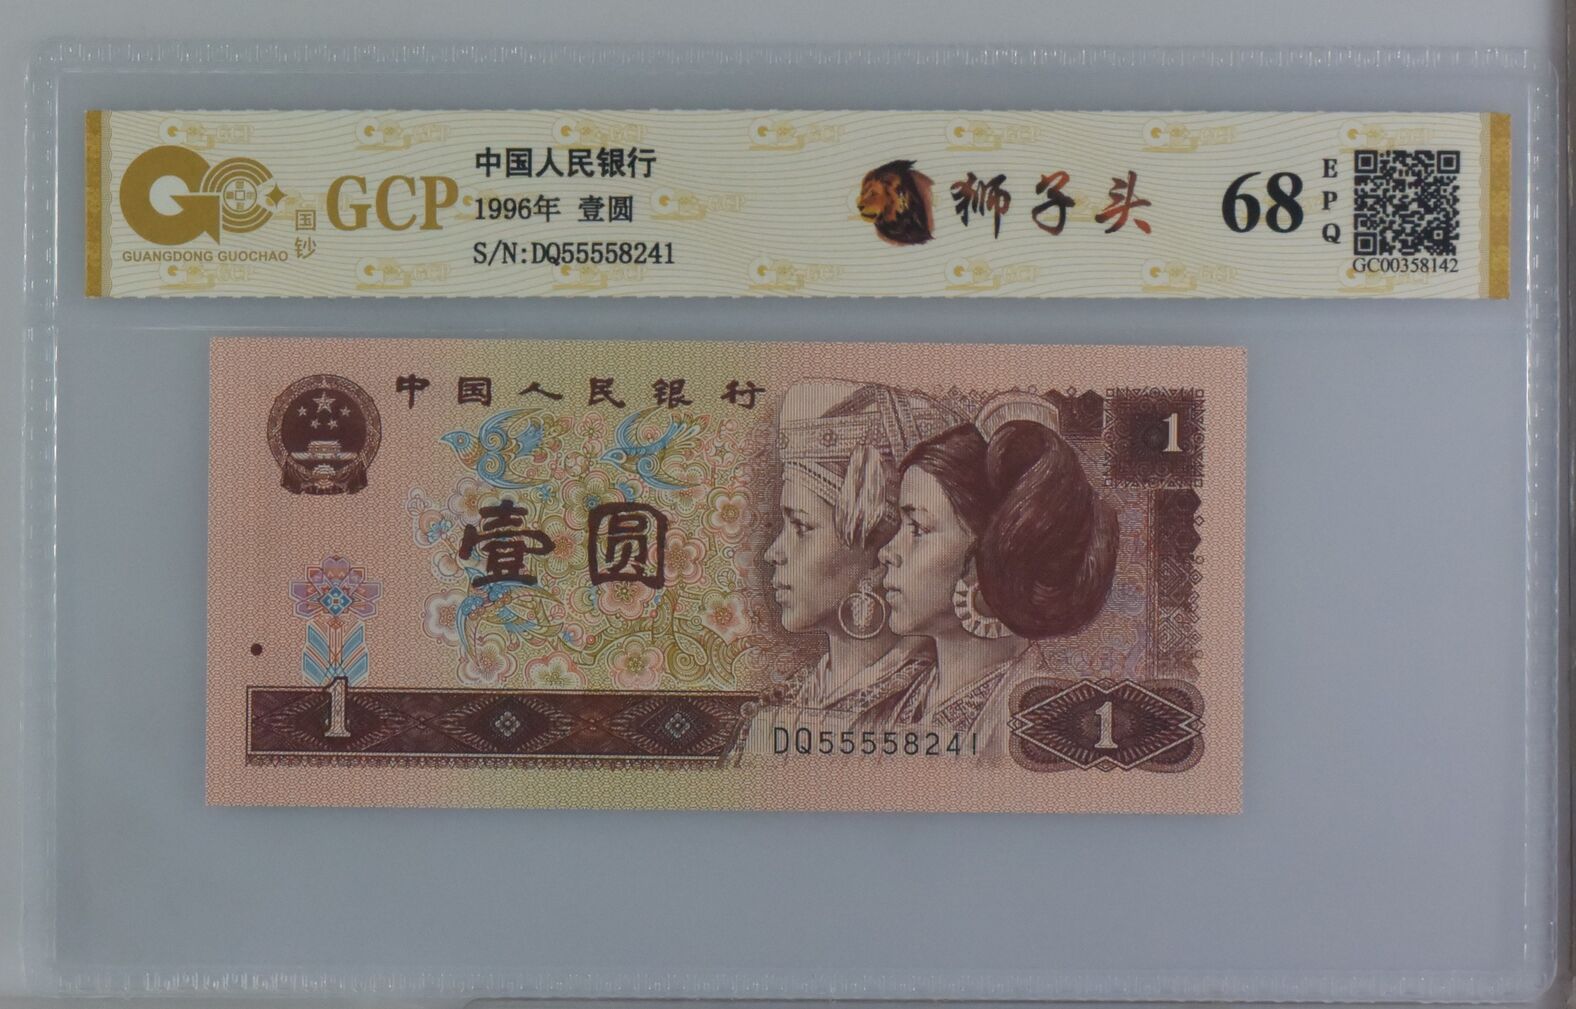 GUANGDONG GUOCHAO
国钞
GCP
中国人民银行
1996年 壹圆
S/N:DQ55558241
狮子头
68
EPQ
GC00358142
中国人民银行
1
壹圆
1
DQ55558241
1